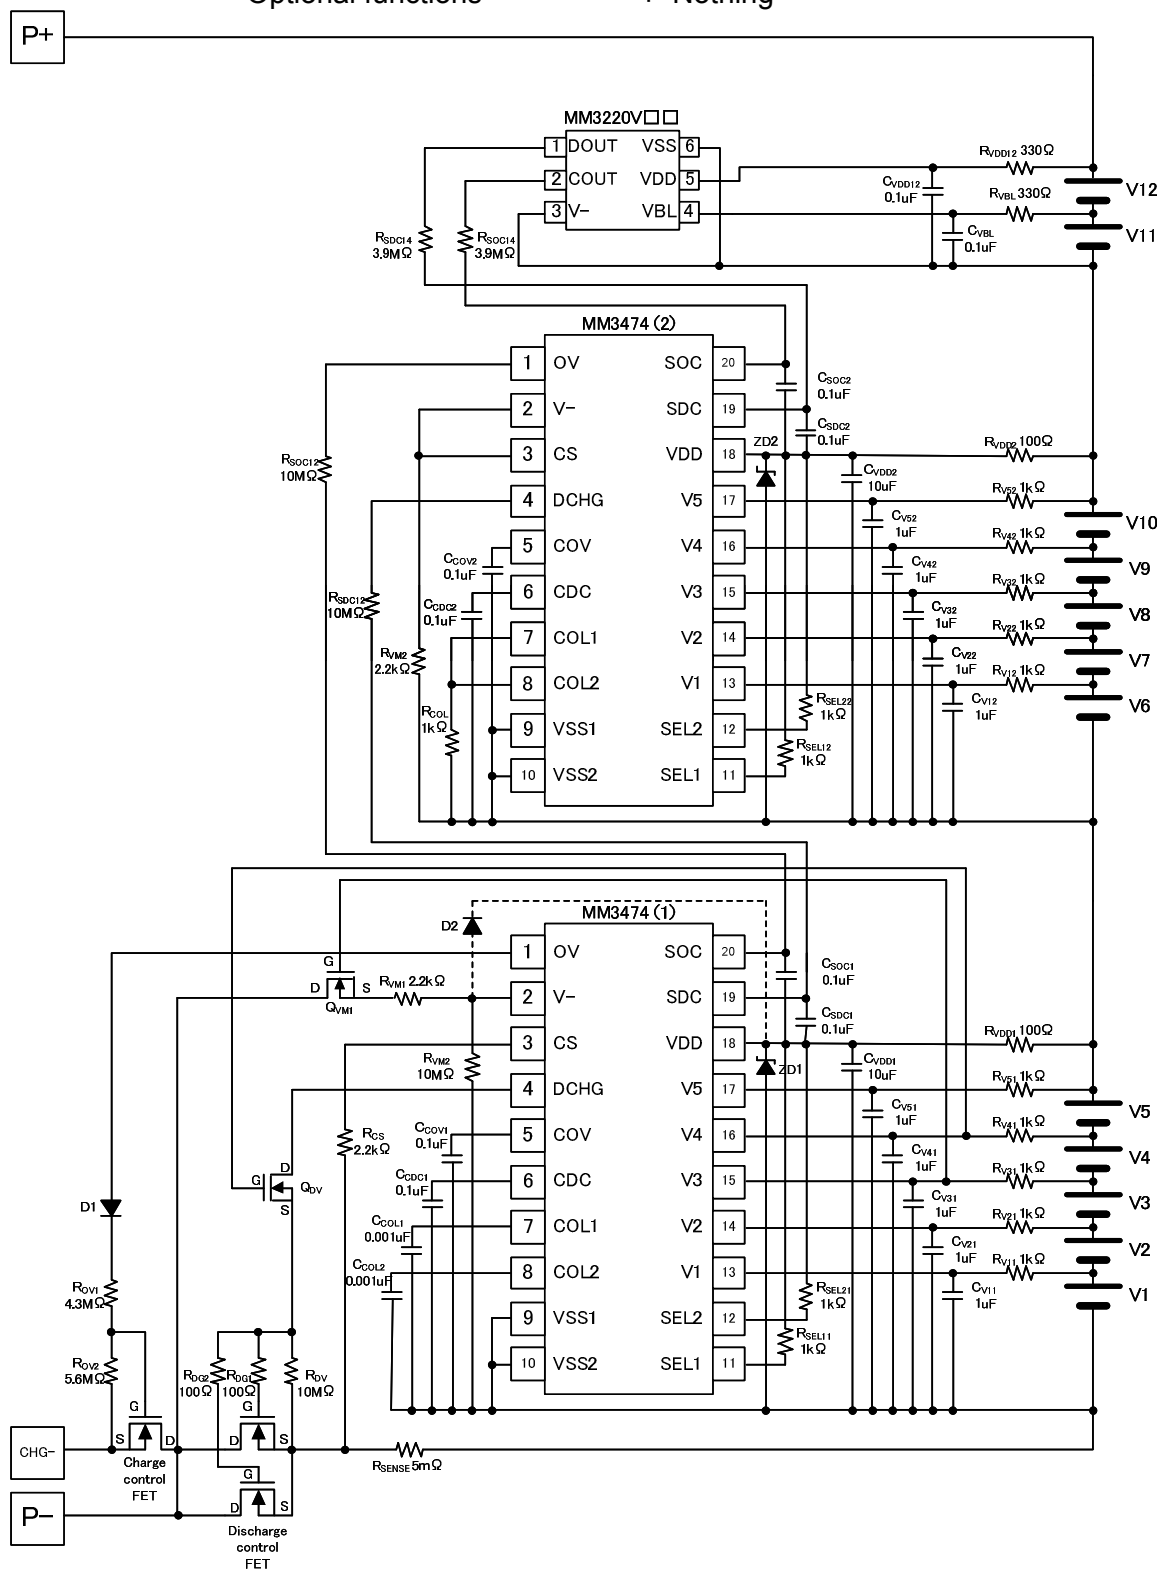 Optional functions : Nothing
P+
MM3220V□□
1 DOUT VSS 6
2 COUT VDD 5
3 V- VBL 4
RVDD12 330Ω
CVDD12
0.1uF
RVBL 330Ω
CVBL
0.1uF
V12
V11
RSDC14
3.9MΩ
RSOC14
3.9MΩ
MM3474 (2)
1 OV SOC 20
2 V- SDC 19
3 CS VDD 18
4 DCHG V5 17
5 COV V4 16
6 CDC V3 15
7 COL1 V2 14
8 COL2 V1 13
9 VSS1 SEL2 12
10 VSS2 SEL1 11
CSOC2
0.1uF
CSDC2
0.1uF
ZD2
RVDD2 100Ω
CVDD2
10uF
RV52 1kΩ
CV52
1uF
RV42 1kΩ
CV42
1uF
RV32 1kΩ
CV32
1uF
RV22 1kΩ
CV22
1uF
RV12 1kΩ
CV12
1uF
V10
V9
V8
V7
V6
RSOC12
10MΩ
RSDC12
10MΩ
CCOV2
0.1uF
CCDC2
0.1uF
RVM2
2.2kΩ
RCOL
1kΩ
RSEL22
1kΩ
RSEL12
1kΩ
MM3474 (1)
D2
1 OV SOC 20
2 V- SDC 19
3 CS VDD 18
4 DCHG V5 17
5 COV V4 16
6 CDC V3 15
7 COL1 V2 14
8 COL2 V1 13
9 VSS1 SEL2 12
10 VSS2 SEL1 11
CSOC1
0.1uF
CSDC1
0.1uF
ZD1
RVDD1 100Ω
CVDD1
10uF
RV51 1kΩ
CV51
1uF
RV41 1kΩ
CV41
1uF
RV31 1kΩ
CV31
1uF
RV21 1kΩ
CV21
1uF
RV11 1kΩ
CV11
1uF
V5
V4
V3
V2
V1
G
D S
QVM1
RVM1 2.2kΩ
RVM2
10MΩ
RCS
2.2kΩ
CCOV1
0.1uF
CCDC1
0.1uF
CCOL1
0.001uF
CCOL2
0.001uF
RSEL21
1kΩ
RSEL11
1kΩ
D
G QDV
S
D1
ROV1
4.3MΩ
ROV2
5.6MΩ
RDG2
100Ω
RDG1
100Ω
RDV
10MΩ
G
S D
G
D S
CHG-
Charge
control
FET
RSENSE 5mΩ
P-
G
D S
Discharge
control
FET